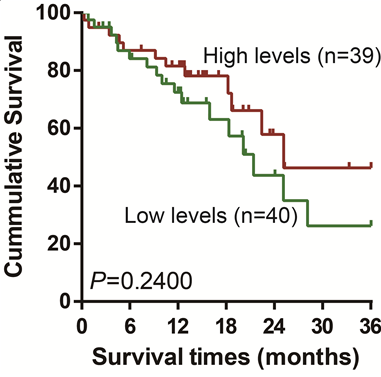 Cummulative Survival
100
80
60
40
20
0
High levels (n=39)
Low levels (n=40)
P=0.2400
0 6 12 18 24 30 36
Survival times (months)